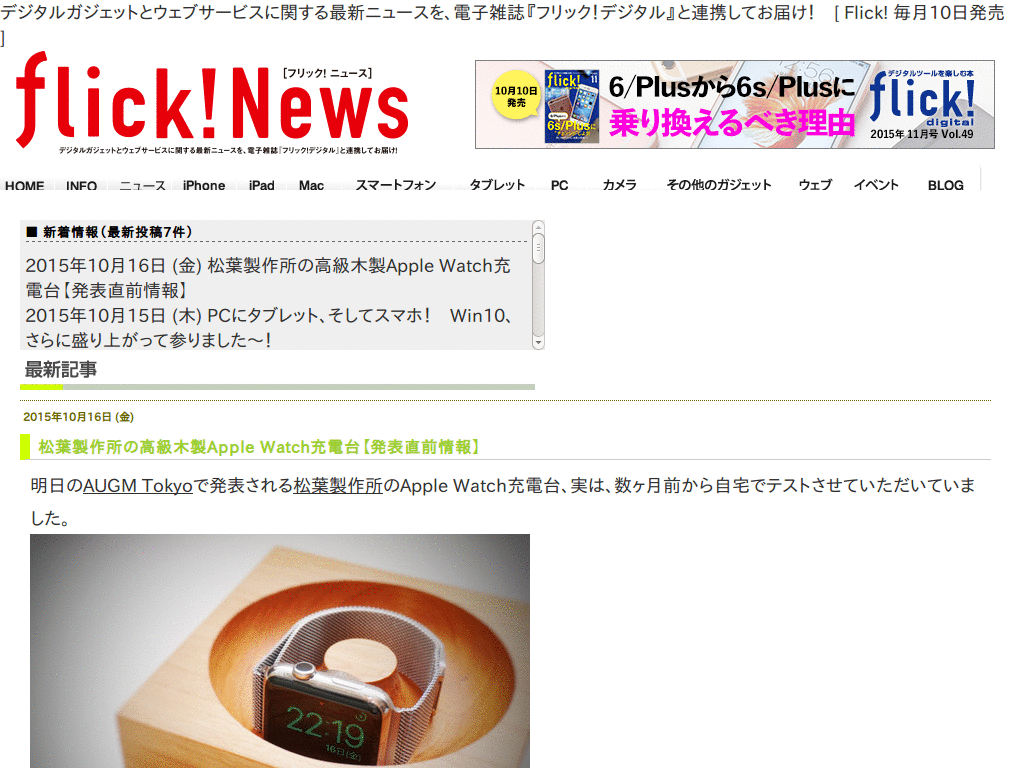 デジタルガジェットとウェブサービスに関する最新ニュースを、電子雑誌『フリック!デジタル』と連携してお届け!　[ Flick! 毎月10日発売
]
flick!News
[フリック! ニュース]
デジタルガジェットとウェブサービスに関する最新ニュースを、電子雑誌『フリック!デジタル』と連携してお届け!
10月10日
発売
flick!
11
6s/Plusに
6/Plusから6s/Plusに
乗り換えるべき理由
デジタルツールを楽しむ本
flick!
digital
2015年 11月号 Vol.49
HOME INFO ニュース iPhone iPad Mac スマートフォン タブレット PC カメラ その他のガジェット ウェブ イベント BLOG
■ 新着情報(最新投稿7件)
2015年10月16日 (金) 松葉製作所の高級木製Apple Watch充
電台【発表直前情報】
2015年10月15日 (木) PCにタブレット、そしてスマホ!　Win10、
さらに盛り上がって参りました〜!
最新記事
2015年10月16日 (金)
松葉製作所の高級木製Apple Watch充電台【発表直前情報】
明日のAUGM Tokyoで発表される松葉製作所のApple Watch充電台、実は、数ヶ月前から自宅でテストさせていただいていま
した。
22:19
16日(金)